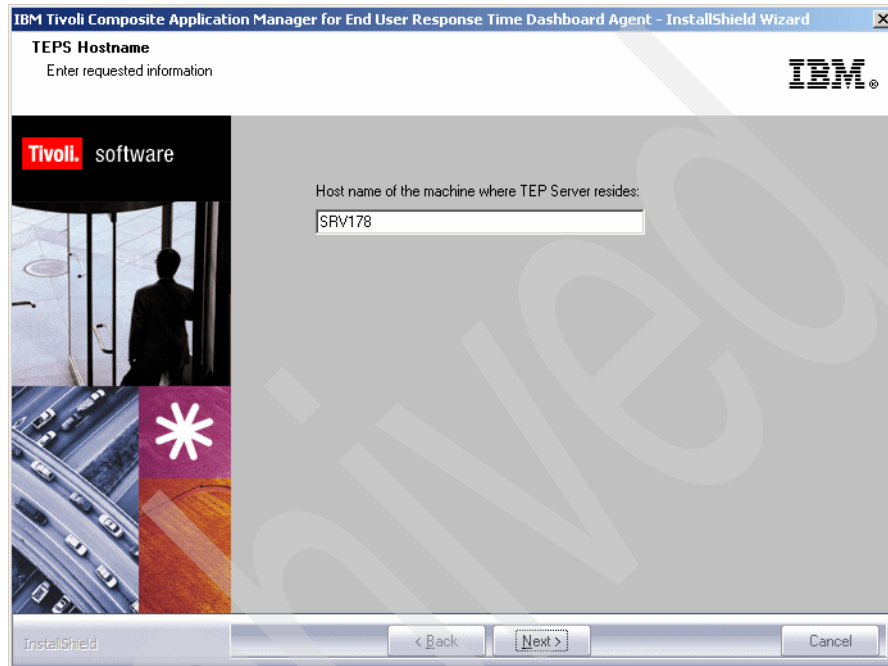 IBM Tivoli Composite Application Manager for End User Response Time Dashboard Agent - InstallShield Wizard
TEPS Hostname
Enter requested information
IBM®
Tivoli. software
Host name of the machine where TEP Server resides:
SRV178
InstallShield
< Back
Next >
Cancel